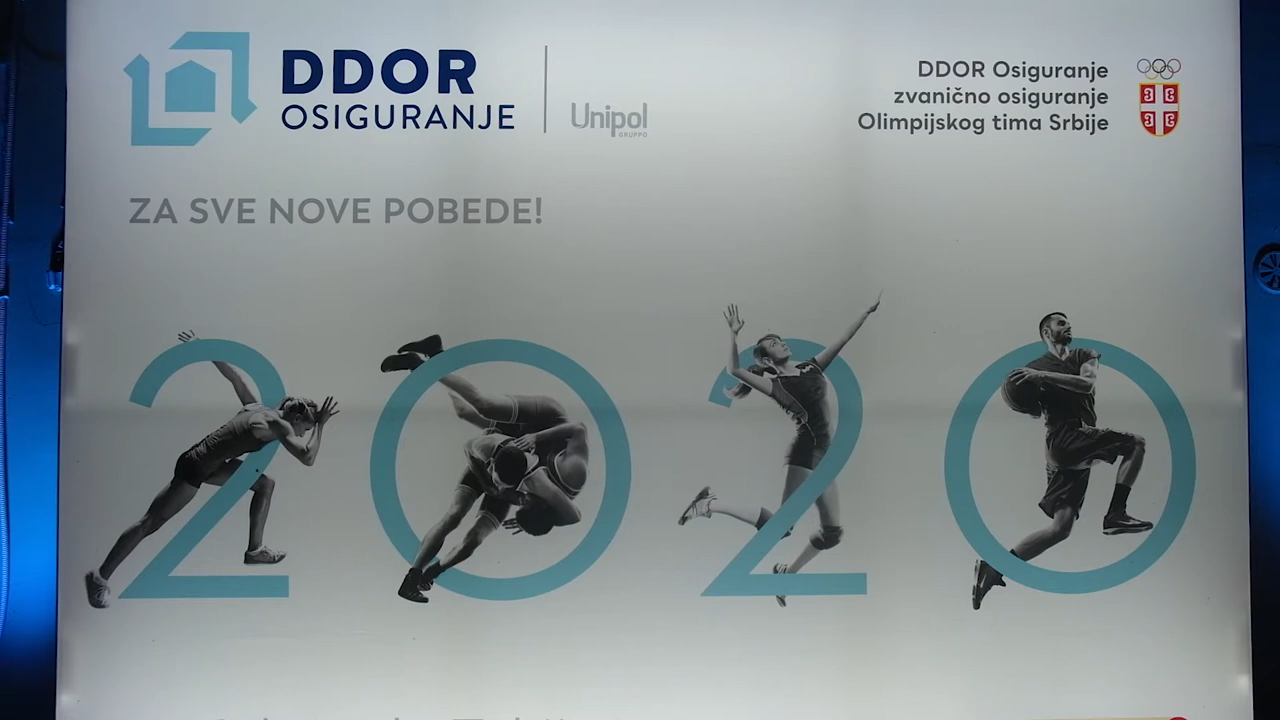 DDOR
OSIGURANJE
Unipol
GRUPPO
DDOR Osiguranje
zvanično osiguranje
Olimpijskog tima Srbije
ZA SVE NOVE POBEDE!
2020